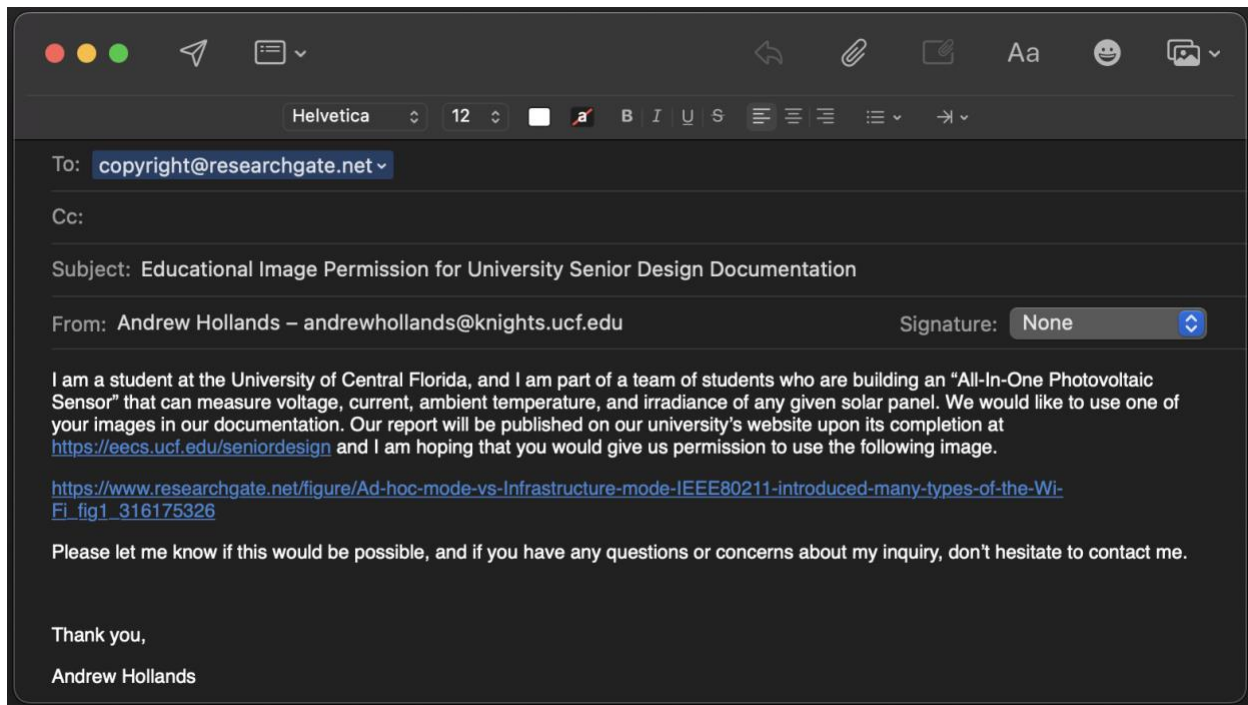 Aa
Helvetica 12 a B I U S
To: copyright@researchgate.net
Cc:
Subject: Educational Image Permission for University Senior Design Documentation
From: Andrew Hollands – andrewhollands@knights.ucf.edu Signature: None
I am a student at the University of Central Florida, and I am part of a team of students who are building an “All-In-One Photovoltaic
Sensor” that can measure voltage, current, ambient temperature, and irradiance of any given solar panel. We would like to use one of
your images in our documentation. Our report will be published on our university’s website upon its completion at
https://eecs.ucf.edu/seniordesign and I am hoping that you would give us permission to use the following image.
https://www.researchgate.net/figure/Ad-hoc-mode-vs-Infrastructure-mode-IEEE80211-introduced-many-types-of-the-Wi-
Fi_fig1_316175326
Please let me know if this would be possible, and if you have any questions or concerns about my inquiry, don’t hesitate to contact me.
Thank you,
Andrew Hollands